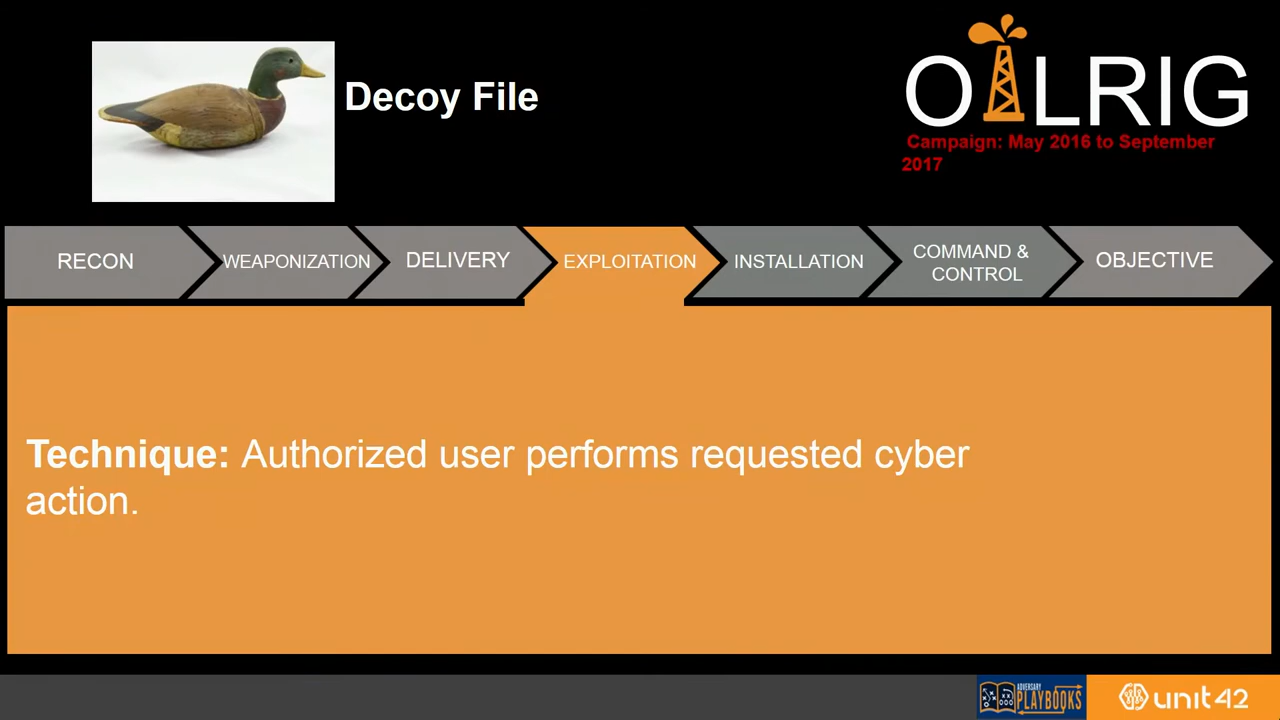 Decoy File
OILRIG
Campaign: May 2016 to September
2017
RECON
WEAPONIZATION
DELIVERY
EXPLOITATION
INSTALLATION
COMMAND &
CONTROL
OBJECTIVE
Technique: Authorized user performs requested cyber
action.
ADVERSARY
PLAYBOOKS
unit 42